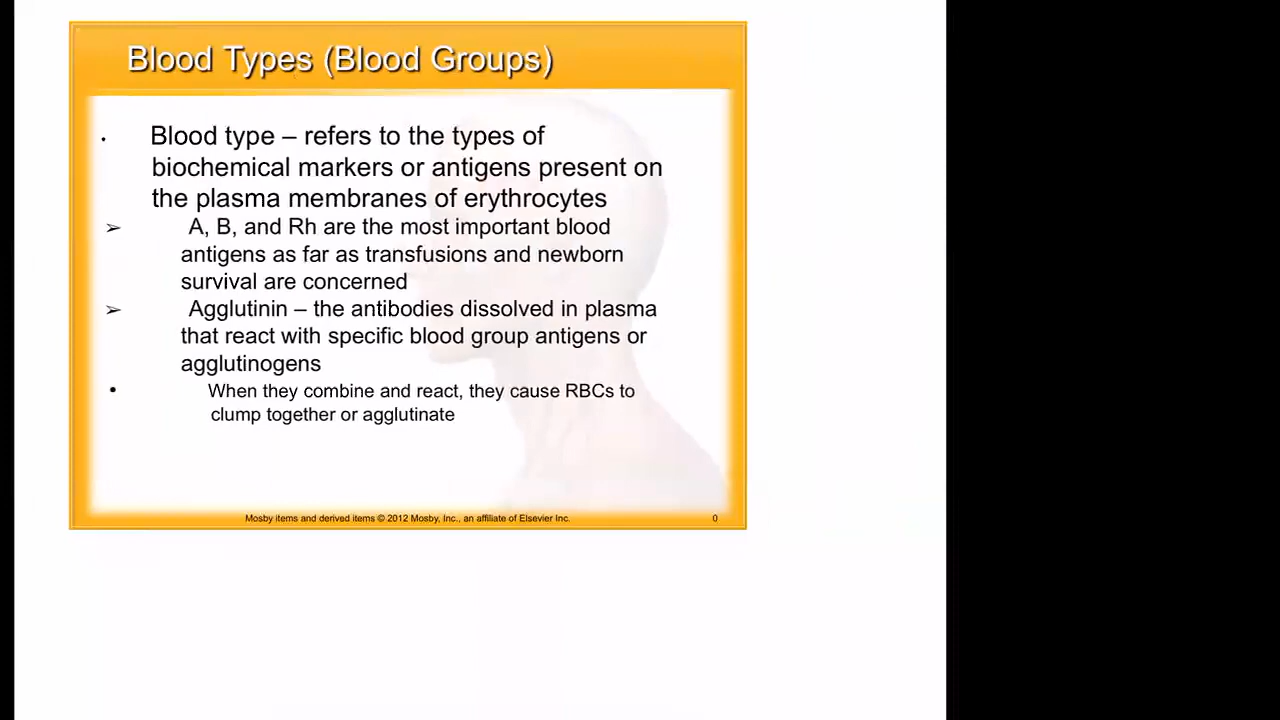 Blood Types (Blood Groups)
• Blood type – refers to the types of
biochemical markers or antigens present on
the plasma membranes of erythrocytes
➢ A, B, and Rh are the most important blood
antigens as far as transfusions and newborn
survival are concerned
➢ Agglutinin – the antibodies dissolved in plasma
that react with specific blood group antigens or
agglutinogens
• When they combine and react, they cause RBCs to
clump together or agglutinate
Mosby items and derived items © 2012 Mosby, Inc., an affiliate of Elsevier Inc. 0